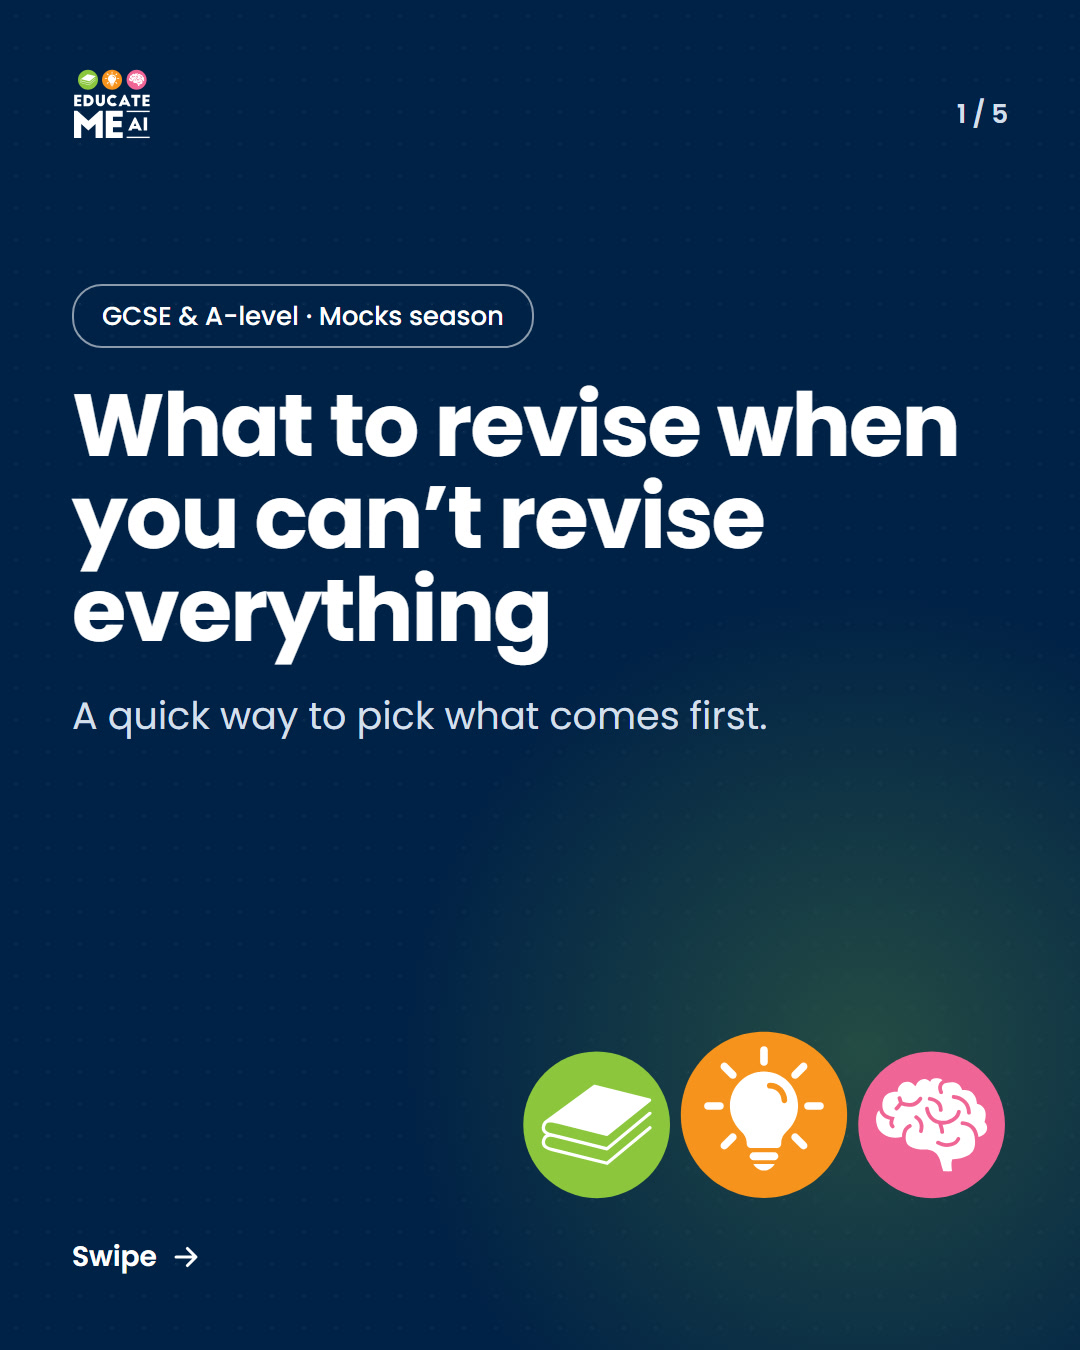 EDUCATE
ME AI
1 / 5
GCSE & A-level · Mocks season
What to revise when
you can’t revise
everything
A quick way to pick what comes first.
Swipe →